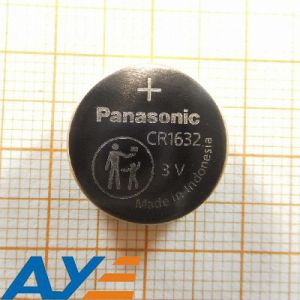 +
Panasonic
CR1632
3 V
Made in Indonesia
AYE